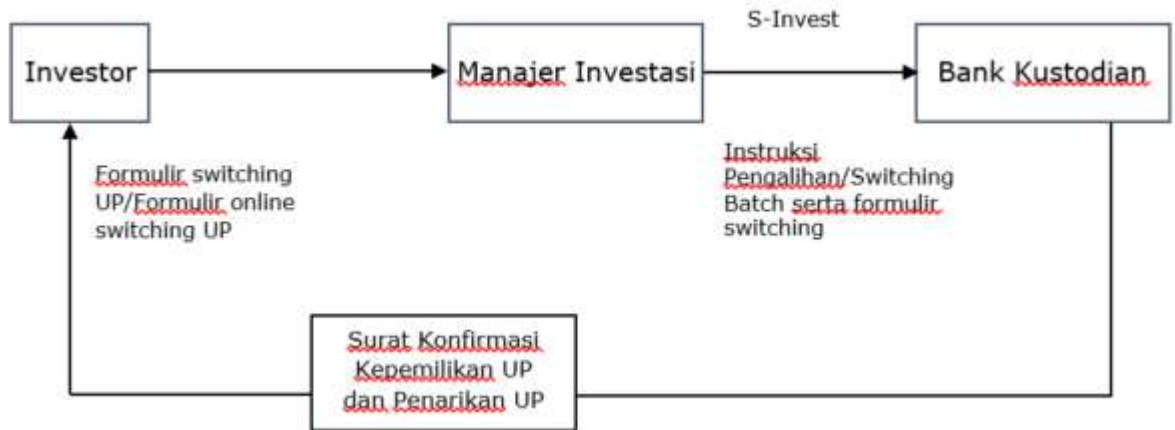 S-Invest
Investor
Manajer Investasi
Bank Kustodian
Formulir switching
UP/Formulir online
switching UP
Instruksi
Pengalihan/Switching
Batch serta formulir
switching
Surat Konfirmasi
Kepemilikan UP
dan Penarikan UP